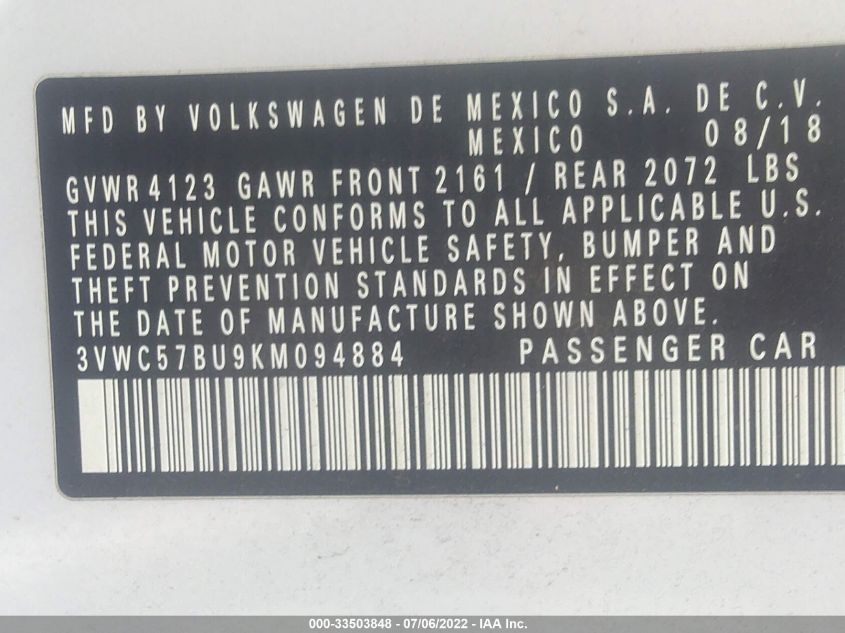 MFD BY VOLKSWAGEN DE MEXICO S.A. DE C.V.
MEXICO 08/18
GVWR 4123 GAWR FRONT 2161 / REAR 2072 LBS
THIS VEHICLE CONFORMS TO ALL APPLICABLE U.S.
FEDERAL MOTOR VEHICLE SAFETY, BUMPER AND
THEFT PREVENTION STANDARDS IN EFFECT ON
THE DATE OF MANUFACTURE SHOWN ABOVE.
3VWC57BU9KM094884 PASSENGER CAR
000-33503848 - 07/06/2022 - IAA Inc.